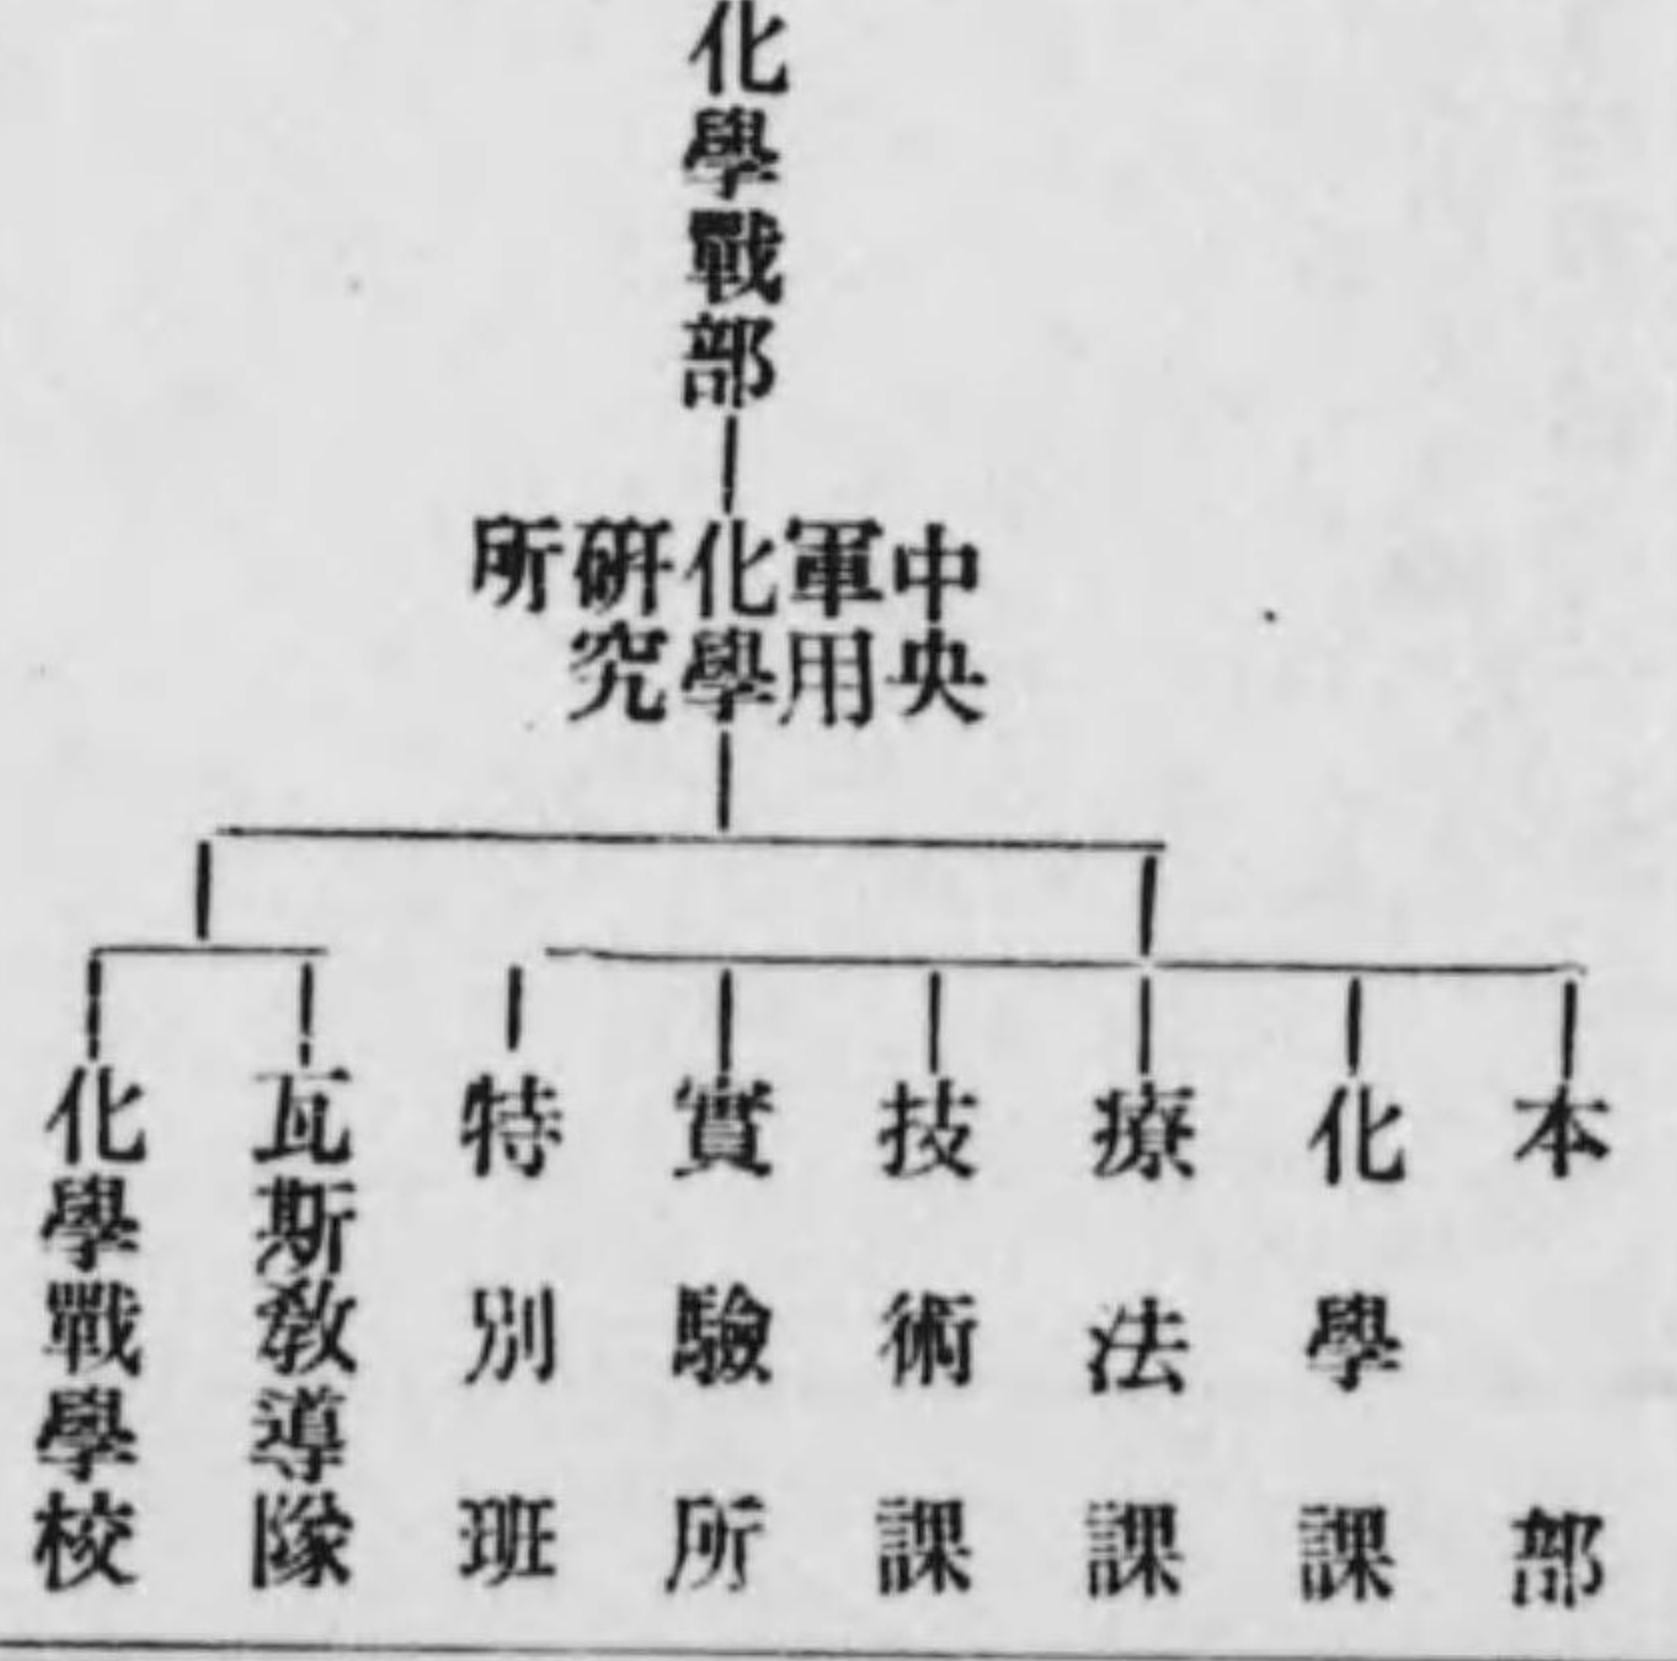 化學戰部
中央
軍用
化學
硏究
所
本部
化學課
療法課
技術課
實驗所
特別班
瓦斯敎導隊
化學戰學校